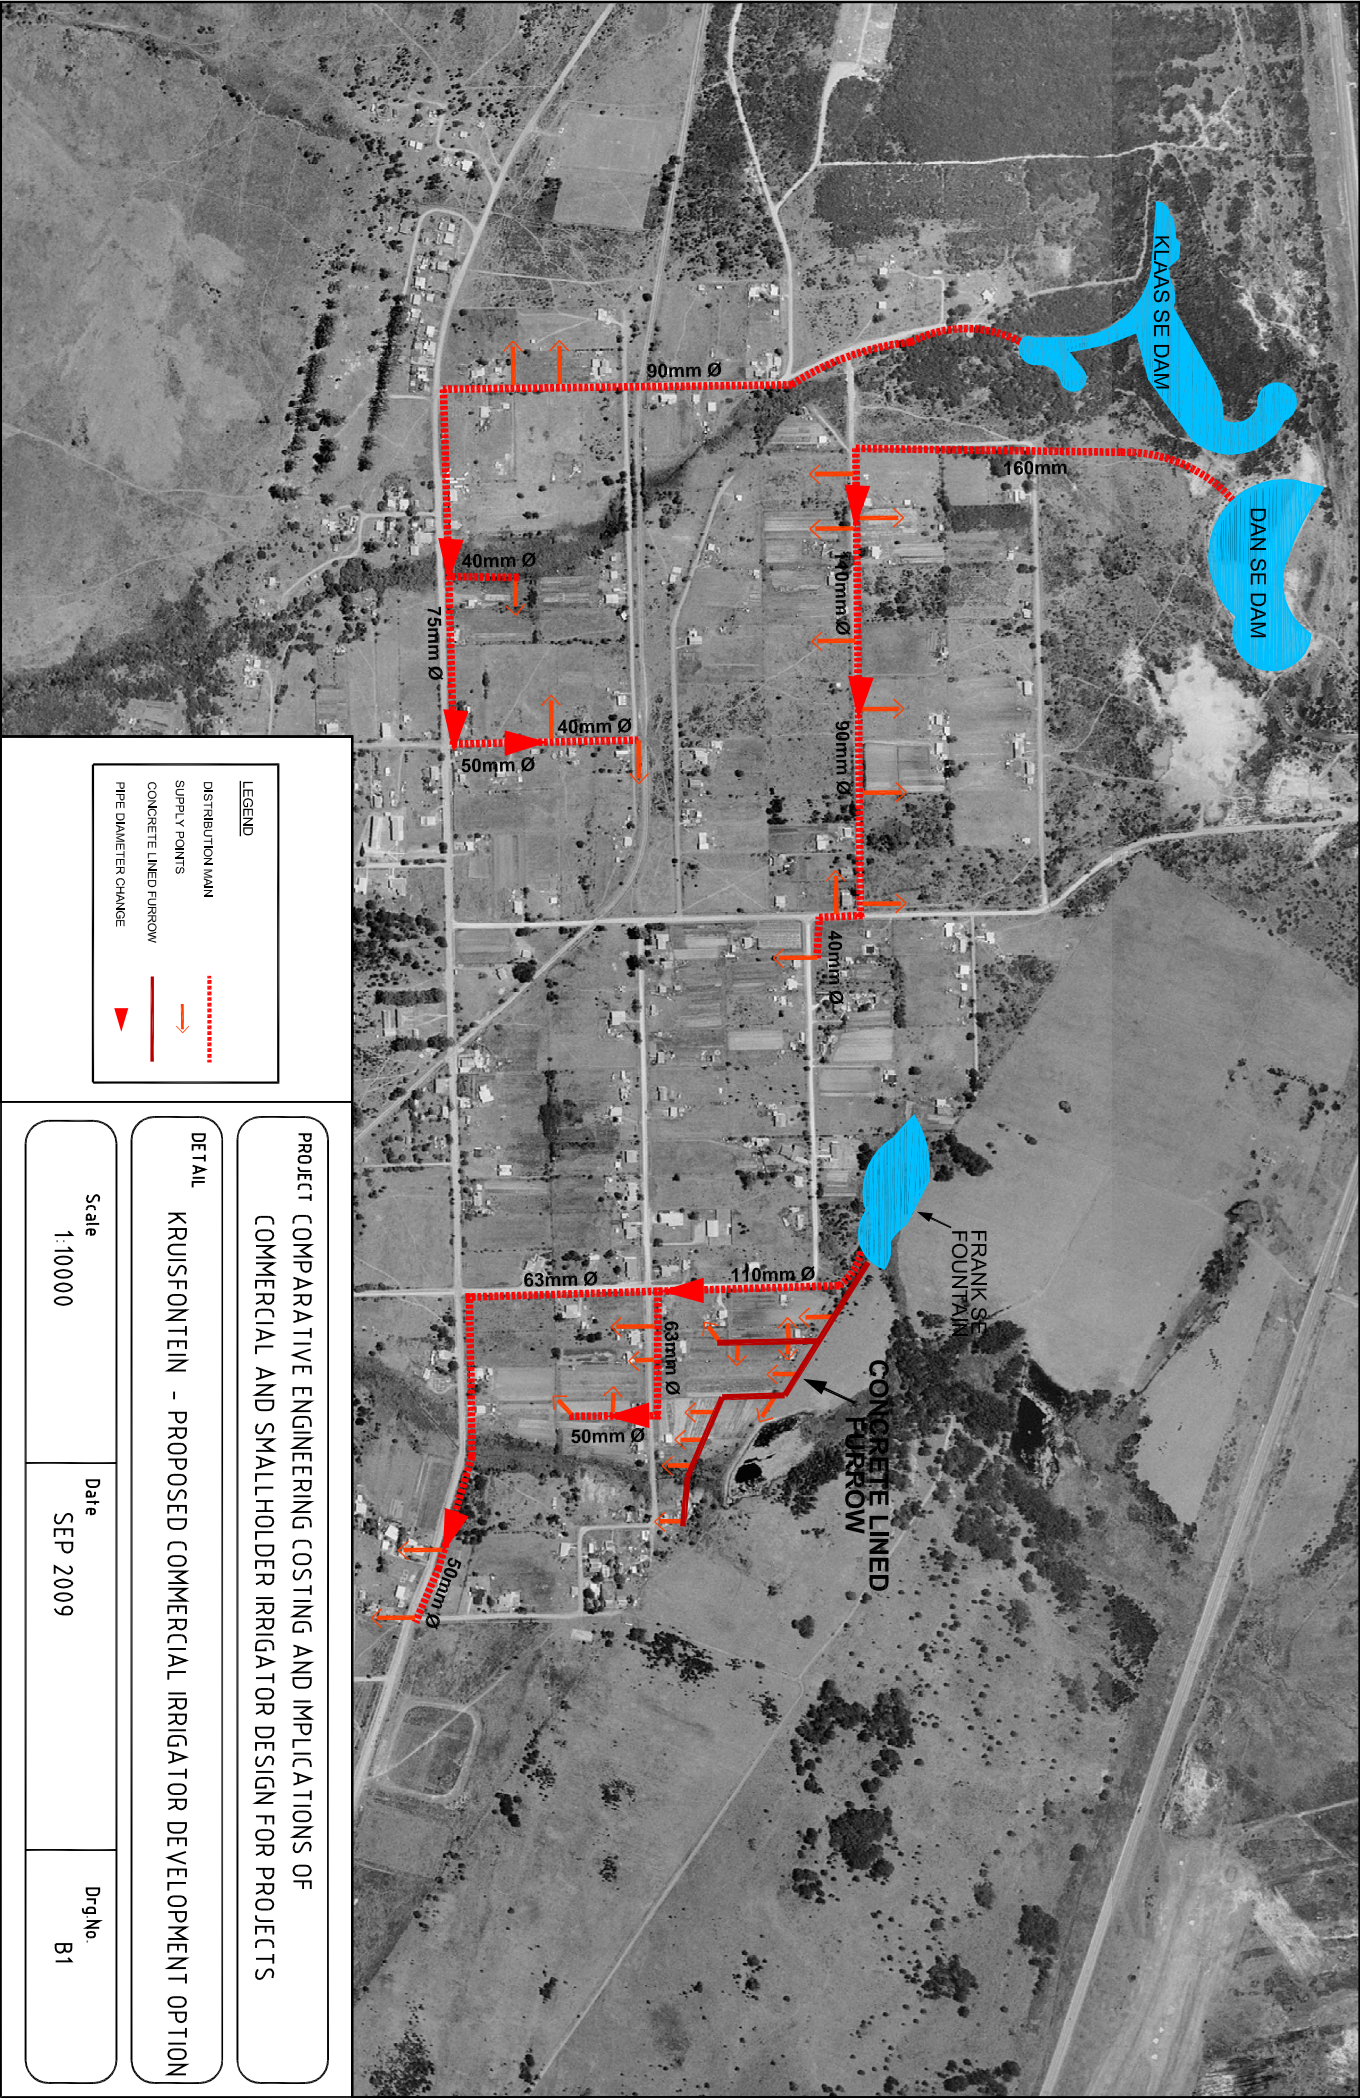 KLAAS SE DAM
DAN SE DAM
90mm Ø
160mm
40mm Ø
75mm Ø
140mm Ø
90mm Ø
40mm Ø
50mm Ø
40mm Ø
FRANK SE
FOUNTAIN
110mm Ø
63mm Ø
63mm Ø
50mm Ø
50mm Ø
CONCRETE LINED
FURROW
LEGEND
DISTRIBUTION MAIN
SUPPLY POINTS
CONCRETE LINED FURROW
PIPE DIAMETER CHANGE
PROJECT COMPARATIVE ENGINEERING COSTING AND IMPLICATIONS OF
COMMERCIAL AND SMALLHOLDER IRRIGATOR DESIGN FOR PROJECTS
DETAIL
KRUISFONTEIN - PROPOSED COMMERCIAL IRRIGATOR DEVELOPMENT OPTION
Scale
1:10000
Date
SEP 2009
Drg.No.
B1